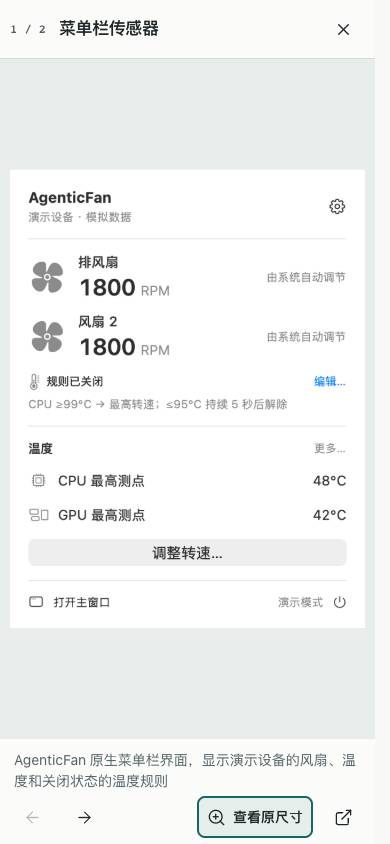 1 / 2 菜单栏传感器
AgenticFan
演示设备 · 模拟数据
排风扇
1800 RPM
由系统自动调节
风扇 2
1800 RPM
由系统自动调节
规则已关闭 编辑...
CPU ≥99°C → 最高转速；≤95°C 持续 5 秒后解除
温度 更多...
CPU 最高测点 48°C
GPU 最高测点 42°C
调整转速...
打开主窗口 演示模式
AgenticFan 原生菜单栏界面，显示演示设备的风扇、温
度和关闭状态的温度规则
查看原尺寸